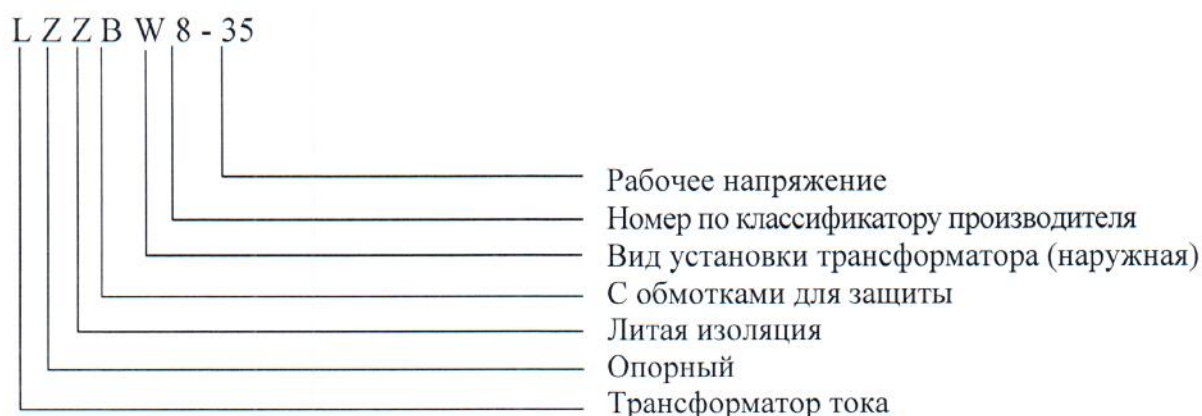 L Z Z B W 8 - 35
Рабочее напряжение
Номер по классификатору производителя
Вид установки трансформатора (наружная)
С обмотками для защиты
Литая изоляция
Опорный
Трансформатор тока